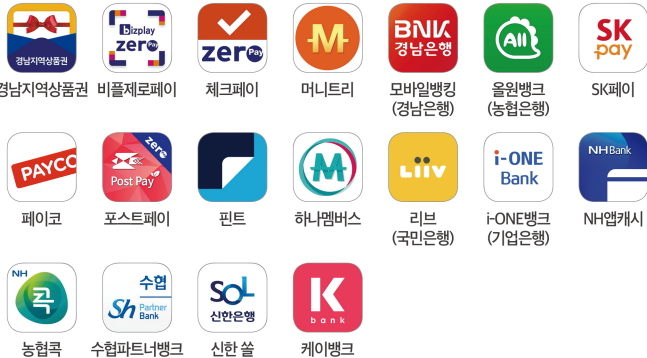 경남지역상품권
bizplay
zero Pay
zero Pay
M
BNK
경남은행
All
SK
pay
경남지역상품권 비플제로페이 체크페이 머니트리 모바일뱅킹 올원뱅크 SK페이
(경남은행) (농협은행)
PAYCO
zero
Post Pay
M
Liiv
i-ONE
Bank
NH Bank
페이코 포스트페이 핀트 하나멤버스 리브 i-ONE뱅크 NH앱캐시
(국민은행) (기업은행)
NH
콕
수협
Sh Partner
Bank
SOL
신한은행
K
bank
농협콕 수협파트너뱅크 신한 쏠 케이뱅크